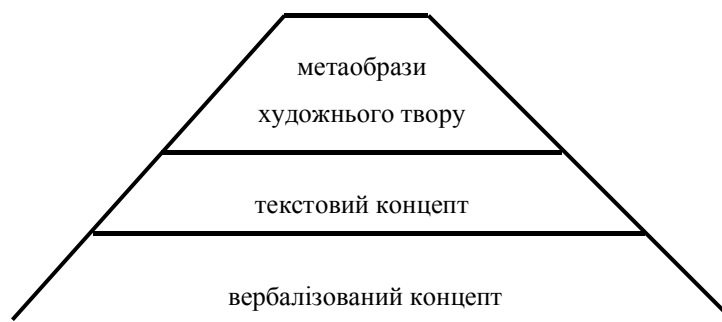 метаобрази
художнього твору
текстовий концепт
вербалізований концепт